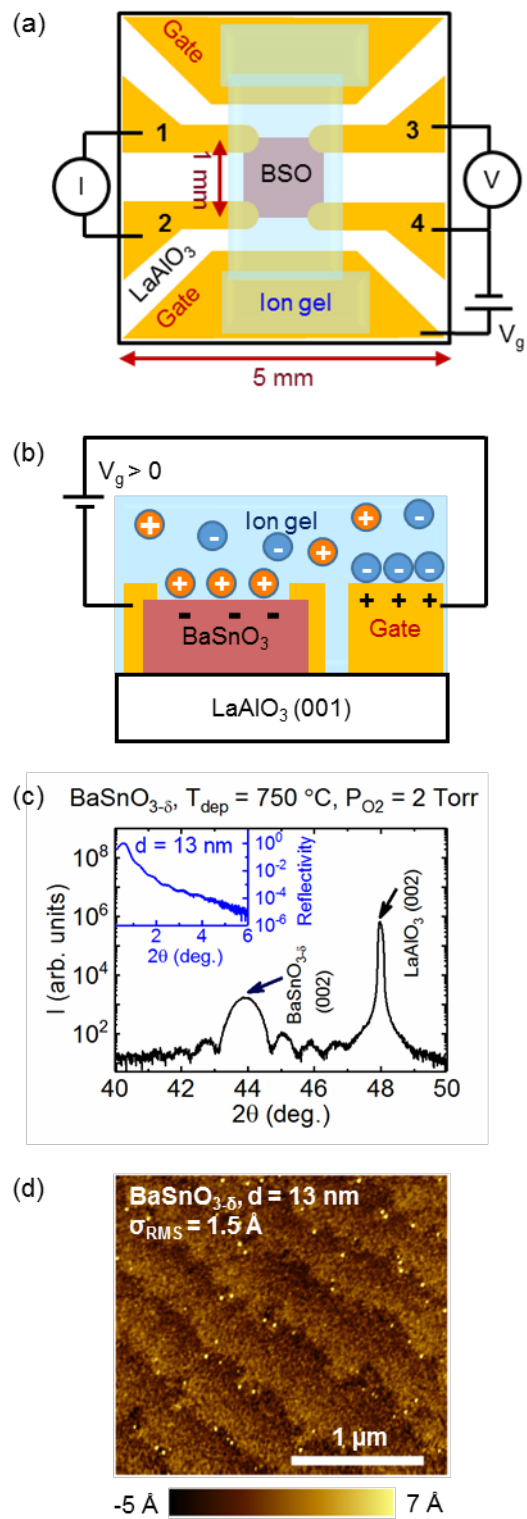 (a)
Gate
1
3
I
1 mm
BSO
V
2
4
LaAlO3
Gate
Ion gel
Vg
5 mm
(b)
Vg > 0
Ion gel
+ - + -
- +
+ + + - - -
- - - + + +
BaSnO3
Gate
LaAlO3 (001)
(c) BaSnO3-δ, Tdep = 750 °C, PO2 = 2 Torr
10^8
10^6
10^4
10^2
I (arb. units)
d = 13 nm
10^0
10^-2
10^-4
10^-6
Reflectivity
2 4 6
2θ (deg.)
BaSnO3-δ
(002)
LaAlO3 (002)
40 42 44 46 48 50
2θ (deg.)
(d)
BaSnO3-δ, d = 13 nm
σRMS = 1.5 Å
1 µm
-5 Å 7 Å